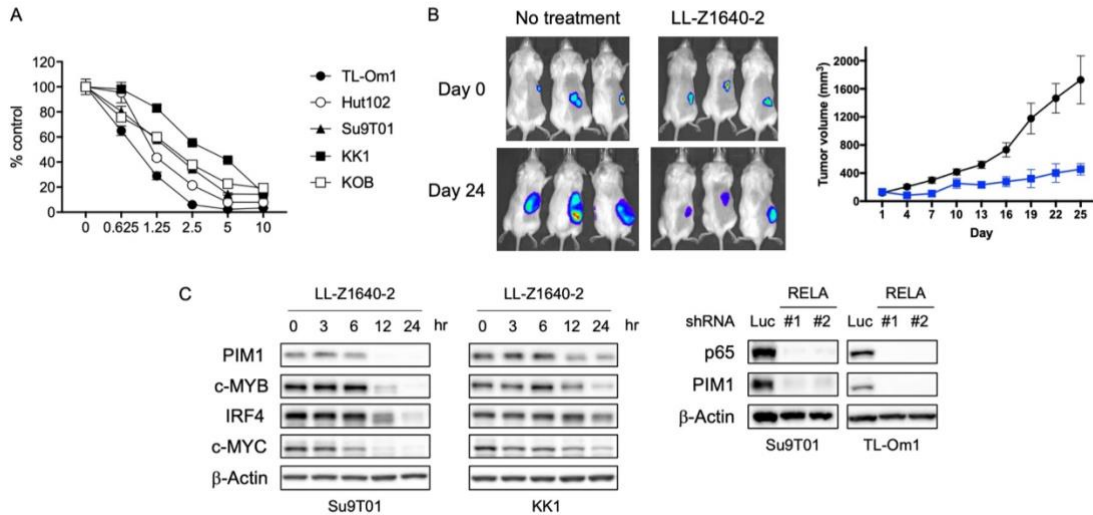 A
120
100
80
60
40
20
0
% control
0 0.625 1.25 2.5 5 10
TL-Om1
Hut102
Su9T01
KK1
KOB
B
No treatment LL-Z1640-2
Day 0
Day 24
Tumor volume (mm3)
2000
1600
1200
800
400
0
1 4 7 10 13 16 19 22 25
Day
C
LL-Z1640-2 LL-Z1640-2
0 3 6 12 24 hr 0 3 6 12 24 hr
PIM1
c-MYB
IRF4
c-MYC
β-Actin
Su9T01 KK1
RELA RELA
shRNA Luc #1 #2 Luc #1 #2
p65
PIM1
β-Actin
Su9T01 TL-Om1